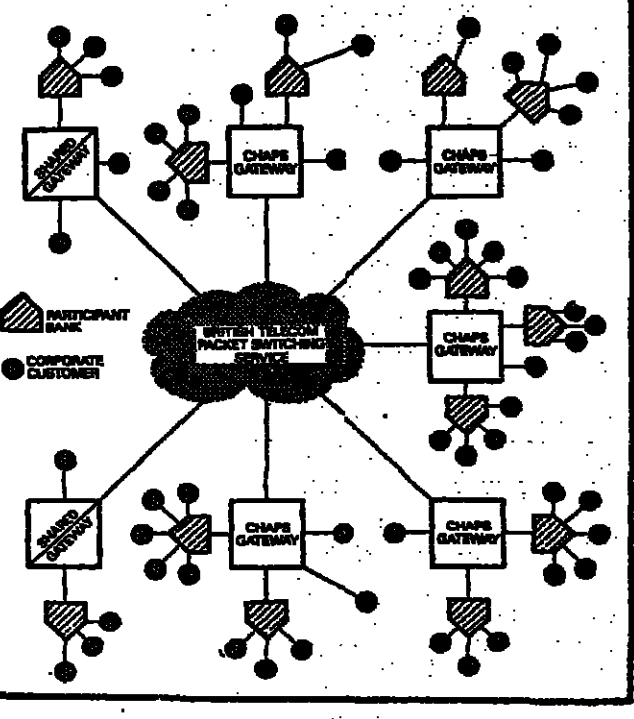 SHARED
GATEWAY
CHAPS
GATEWAY
CHAPS
GATEWAY
PARTICIPANT
BANK
CORPORATE
CUSTOMER
BRITISH TELECOM
PACKET SWITCHING
SERVICE
CHAPS
GATEWAY
SHARED
GATEWAY
CHAPS
GATEWAY
CHAPS
GATEWAY